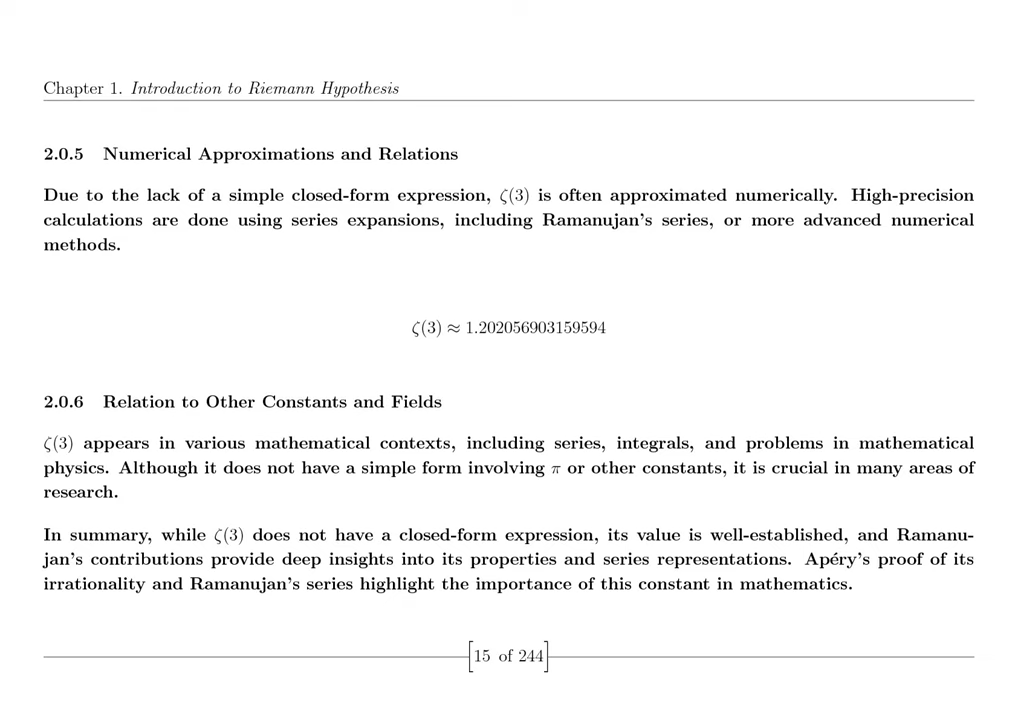 Chapter 1. Introduction to Riemann Hypothesis
2.0.5 Numerical Approximations and Relations
Due to the lack of a simple closed-form expression, ζ(3) is often approximated numerically. High-precision
calculations are done using series expansions, including Ramanujan's series, or more advanced numerical
methods.
ζ(3) ≈ 1.202056903159594
2.0.6 Relation to Other Constants and Fields
ζ(3) appears in various mathematical contexts, including series, integrals, and problems in mathematical
physics. Although it does not have a simple form involving π or other constants, it is crucial in many areas of
research.
In summary, while ζ(3) does not have a closed-form expression, its value is well-established, and Ramanu-
jan's contributions provide deep insights into its properties and series representations. Apéry's proof of its
irrationality and Ramanujan's series highlight the importance of this constant in mathematics.
[15 of 244]